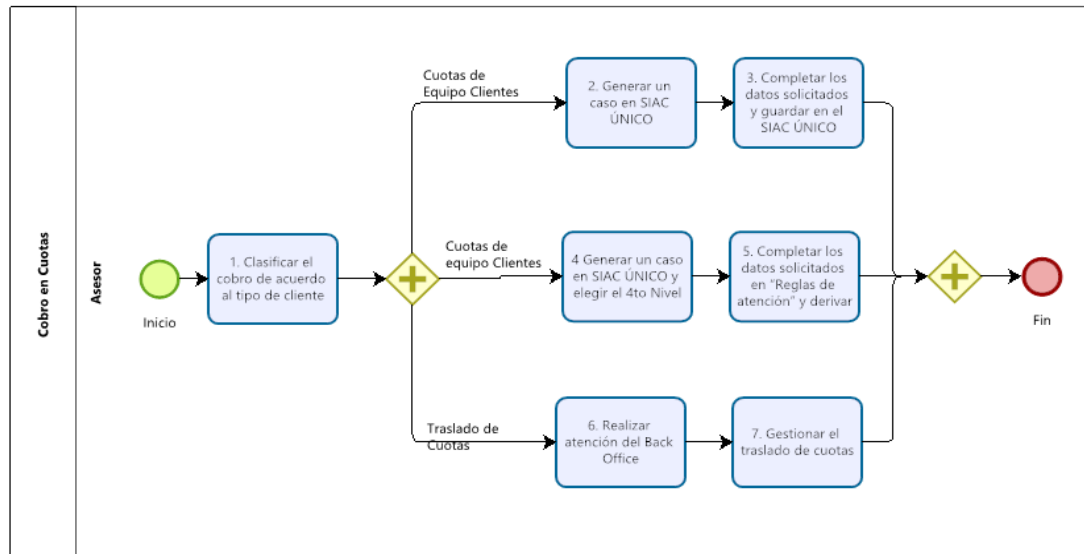 Cobro en Cuotas
Asesor
Inicio
1. Clasificar el
cobro de acuerdo
al tipo de cliente
Cuotas de
Equipo Clientes
2. Generar un
caso en SIAC
ÚNICO
3. Completar los
datos solicitados
y guardar en el
SIAC ÚNICO
Cuotas de
equipo Clientes
4 Generar un caso
en SIAC ÚNICO y
elegir el 4to Nivel
5. Completar los
datos solicitados
en "Reglas de
atención" y derivar
Traslado de
Cuotas
6. Realizar
atención del Back
Office
7. Gestionar el
traslado de cuotas
Fin